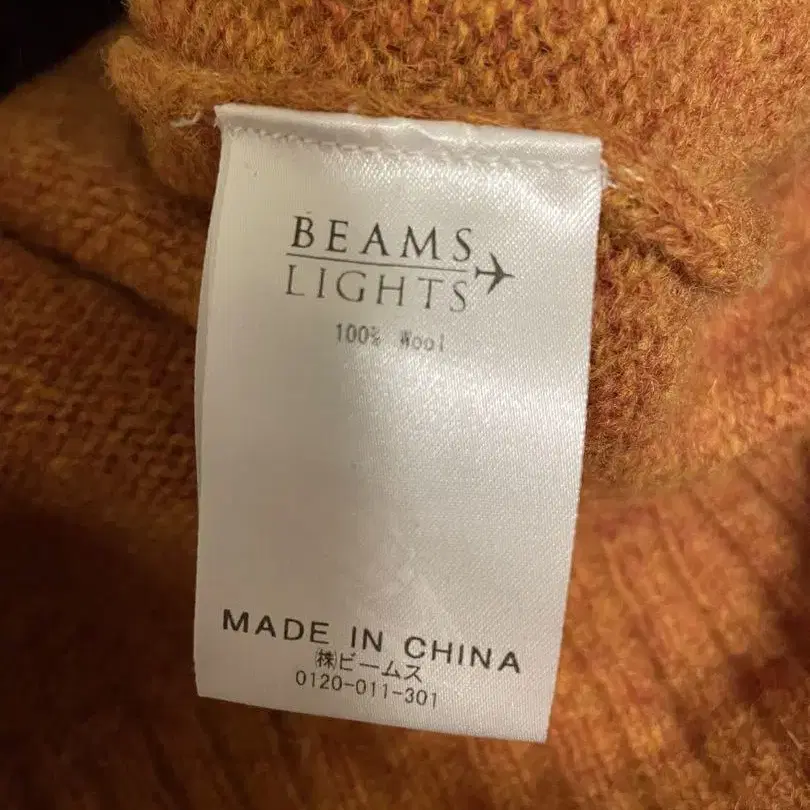 BEAMS
LIGHTS
100% Wool
MADE IN CHINA
㈱ビームス
0120-011-301